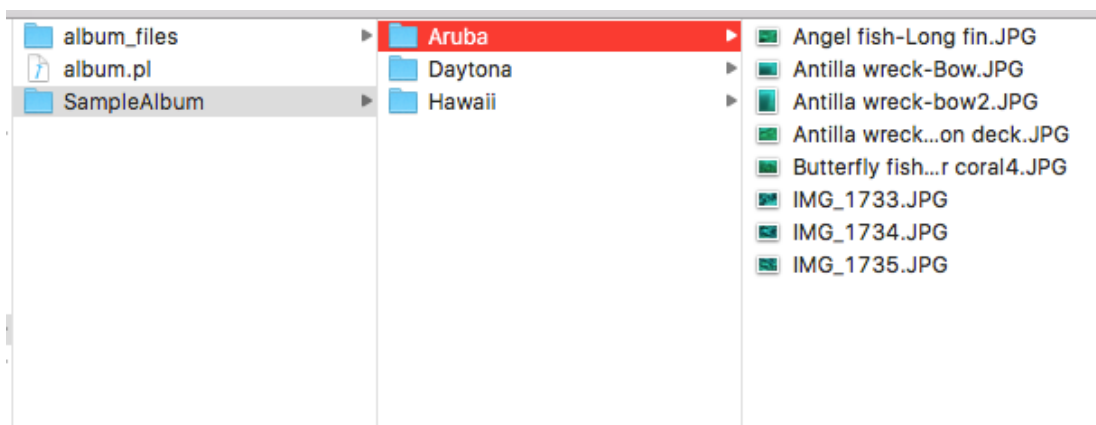 album_files
album.pl
SampleAlbum
Aruba
Daytona
Hawaii
Angel fish-Long fin.JPG
Antilla wreck-Bow.JPG
Antilla wreck-bow2.JPG
Antilla wreck...on deck.JPG
Butterfly fish...r coral4.JPG
IMG_1733.JPG
IMG_1734.JPG
IMG_1735.JPG